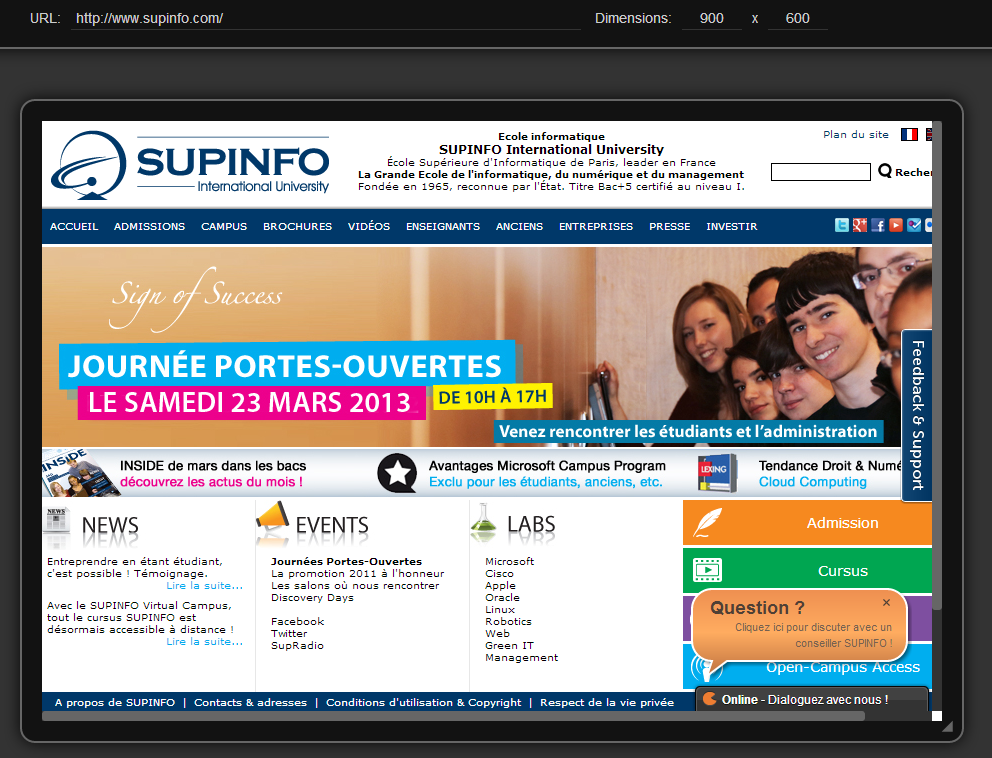 URL: http://www.supinfo.com/ Dimensions: 900 x 600
SUPINFO
International University
Ecole informatique
SUPINFO International University
École Supérieure d'Informatique de Paris, leader en France
La Grande Ecole de l'informatique, du numérique et du management
Fondée en 1965, reconnue par l'État. Titre Bac+5 certifié au niveau I.
Plan du site
Recher
ACCUEIL ADMISSIONS CAMPUS BROCHURES VIDÉOS ENSEIGNANTS ANCIENS ENTREPRISES PRESSE INVESTIR
Sign of Success
JOURNÉE PORTES-OUVERTES
LE SAMEDI 23 MARS 2013
DE 10H À 17H
Venez rencontrer les étudiants et l'administration
Feedback & Support
INSIDE
INSIDE de mars dans les bacs
découvrez les actus du mois !
Avantages Microsoft Campus Program
Exclu pour les étudiants, anciens, etc.
LEXING
Tendance Droit & Numé
Cloud Computing
NEWS
NEWS
Entreprendre en étant étudiant,
c'est possible ! Témoignage.
Lire la suite...
Avec le SUPINFO Virtual Campus,
tout le cursus SUPINFO est
désormais accessible à distance !
Lire la suite...
EVENTS
Journées Portes-Ouvertes
La promotion 2011 à l'honneur
Les salons où nous rencontrer
Discovery Days
Facebook
Twitter
SupRadio
LABS
Microsoft
Cisco
Apple
Oracle
Linux
Robotics
Web
Green IT
Management
Admission
Cursus
Question ?
×
Cliquez ici pour discuter avec un
conseiller SUPINFO !
Open-Campus Access
A propos de SUPINFO | Contacts & adresses | Conditions d'utilisation & Copyright | Respect de la vie privée
Online - Dialoguez avec nous !